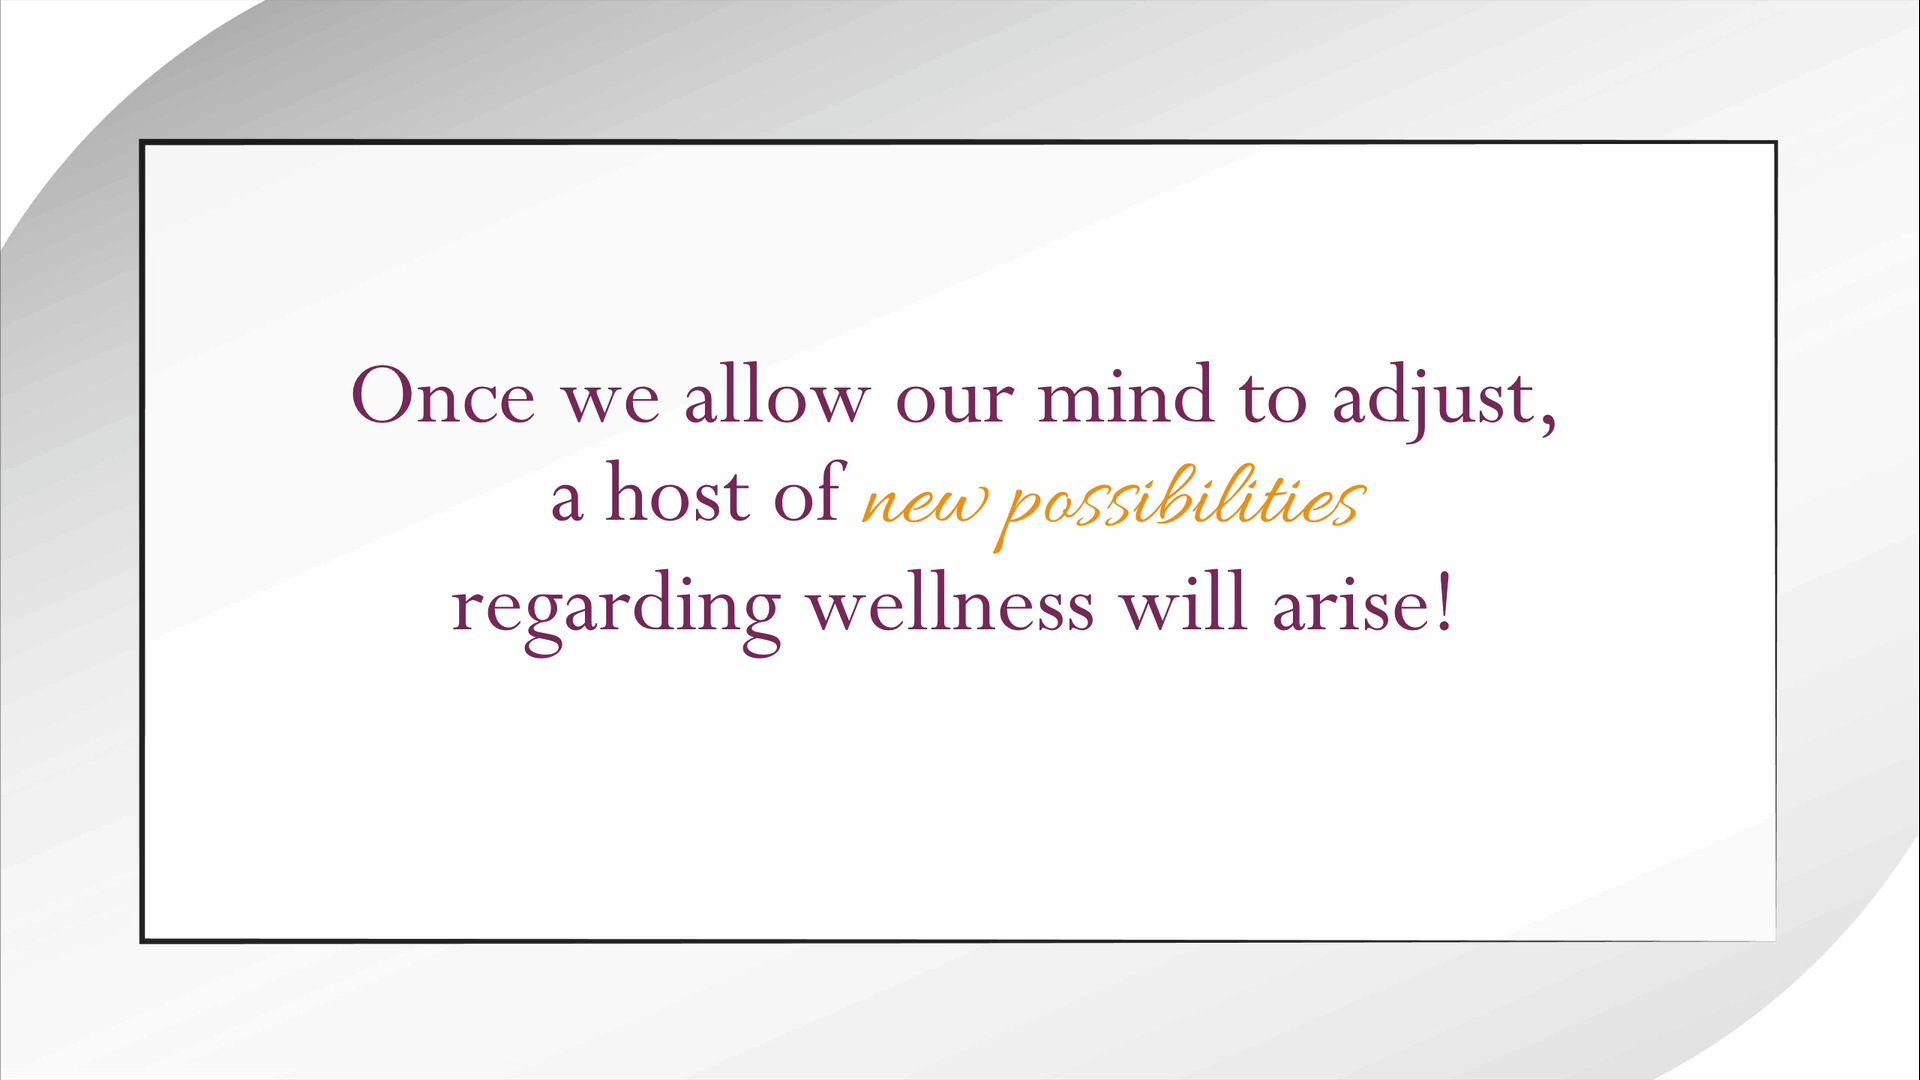 Once we allow our mind to adjust,
a host of new possibilities
regarding wellness will arise!